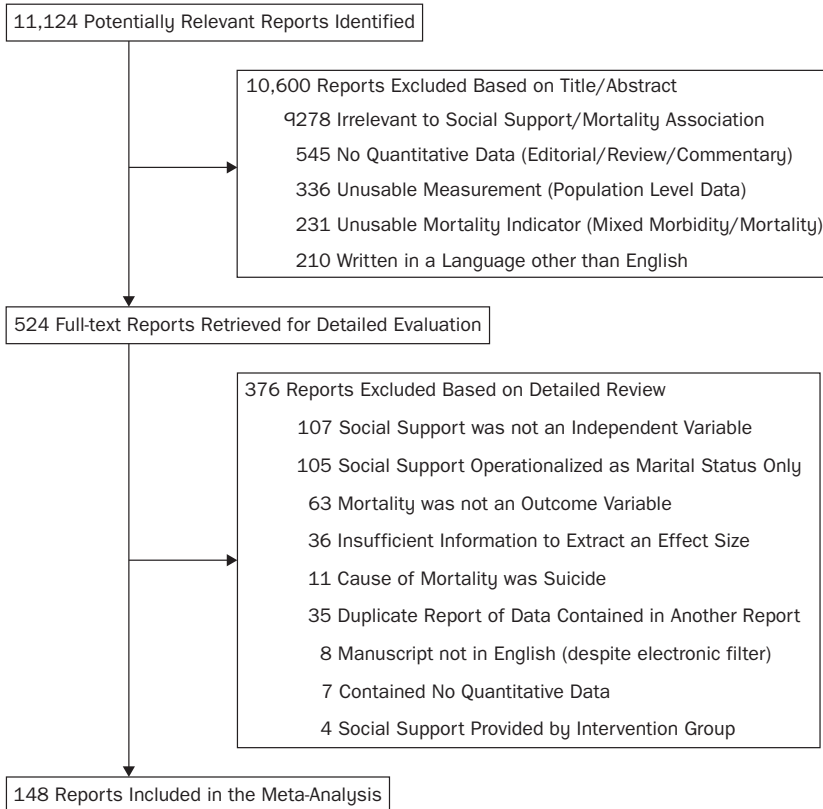 11,124 Potentially Relevant Reports Identified
10,600 Reports Excluded Based on Title/Abstract
9278 Irrelevant to Social Support/Mortality Association
545 No Quantitative Data (Editorial/Review/Commentary)
336 Unusable Measurement (Population Level Data)
231 Unusable Mortality Indicator (Mixed Morbidity/Mortality)
210 Written in a Language other than English
524 Full-text Reports Retrieved for Detailed Evaluation
376 Reports Excluded Based on Detailed Review
107 Social Support was not an Independent Variable
105 Social Support Operationalized as Marital Status Only
63 Mortality was not an Outcome Variable
36 Insufficient Information to Extract an Effect Size
11 Cause of Mortality was Suicide
35 Duplicate Report of Data Contained in Another Report
8 Manuscript not in English (despite electronic filter)
7 Contained No Quantitative Data
4 Social Support Provided by Intervention Group
148 Reports Included in the Meta-Analysis